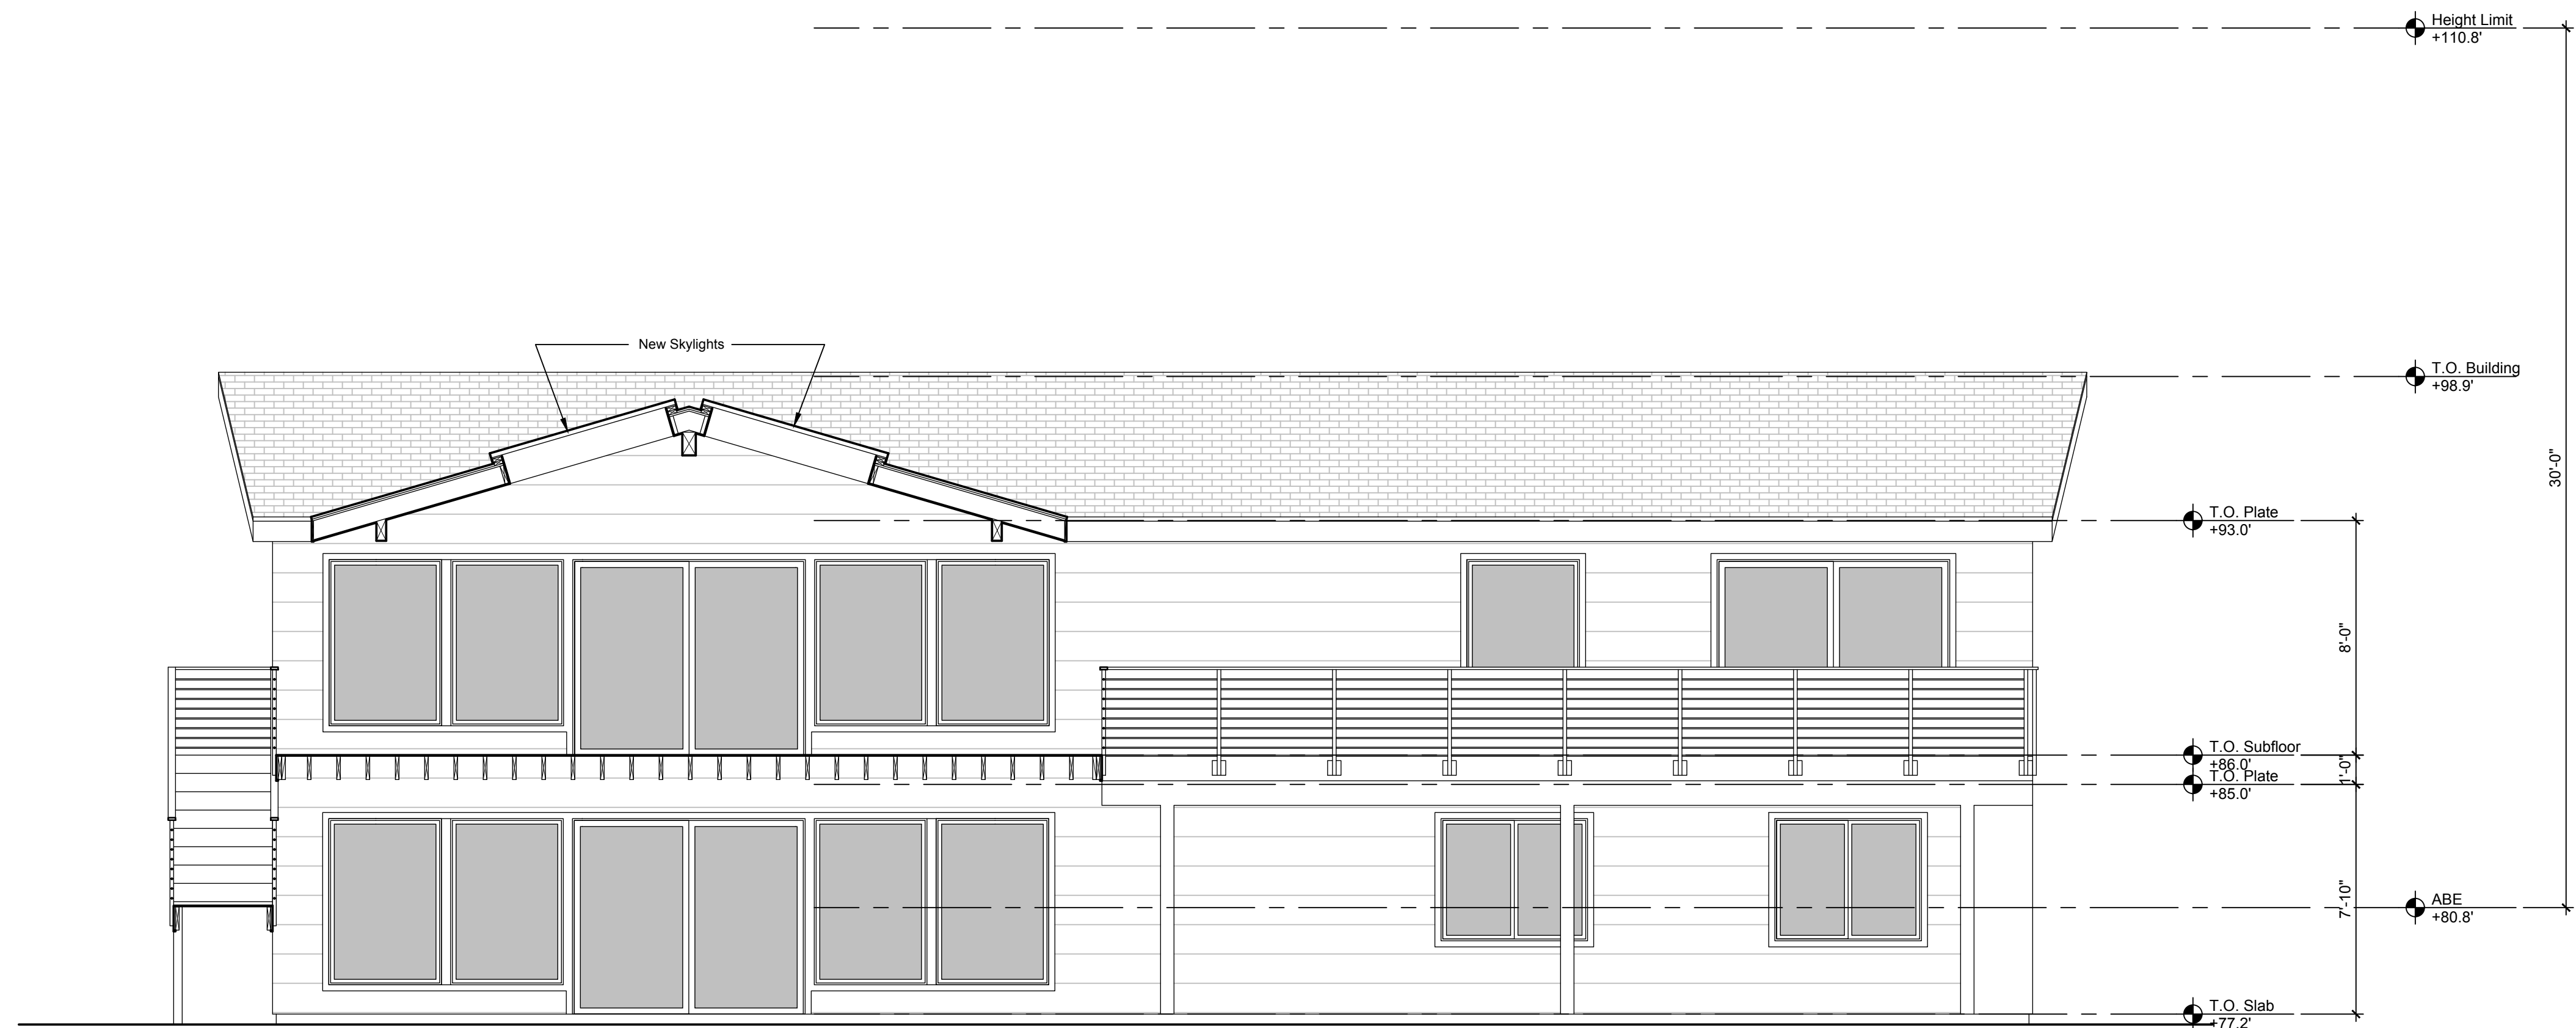 Height Limit
+110.8'
New Skylights
T.O. Building
+98.9'
30'-0"
T.O. Plate
+93.0'
8'-0"
T.O. Subfloor
+86.0'
1'-0"
T.O. Plate
+85.0'
7'-10"
ABE
+80.8'
T.O. Slab
+77.2'